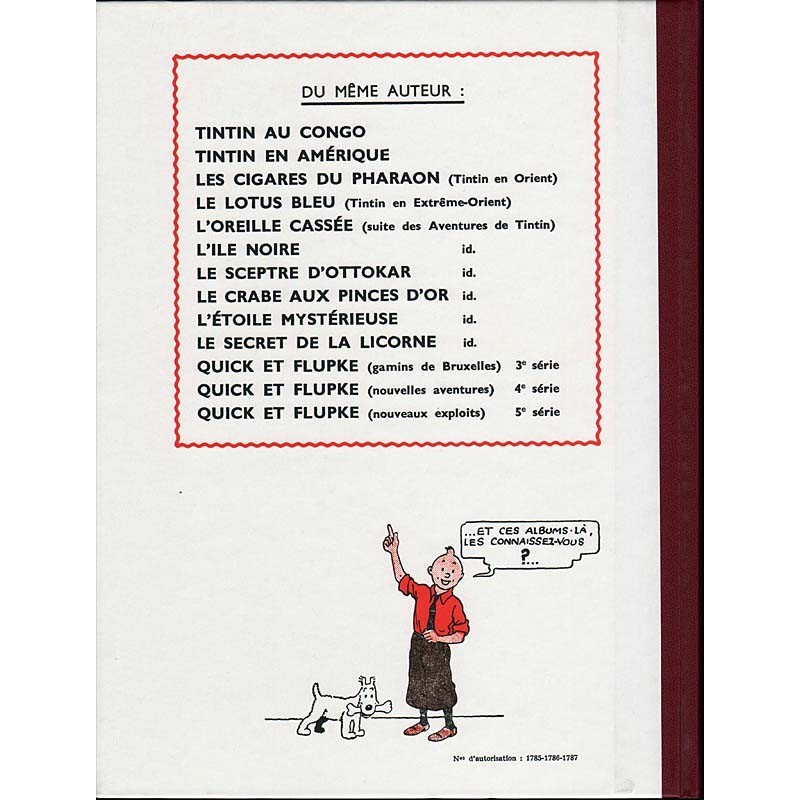 DU MÊME AUTEUR :
TINTIN AU CONGO
TINTIN EN AMÉRIQUE
LES CIGARES DU PHARAON (Tintin en Orient)
LE LOTUS BLEU (Tintin en Extrême-Orient)
L'OREILLE CASSÉE (suite des Aventures de Tintin)
L'ILE NOIRE id.
LE SCEPTRE D'OTTOKAR id.
LE CRABE AUX PINCES D'OR id.
L'ÉTOILE MYSTÉRIEUSE id.
LE SECRET DE LA LICORNE id.
QUICK ET FLUPKE (gamins de Bruxelles) 3e série
QUICK ET FLUPKE (nouvelles aventures) 4e série
QUICK ET FLUPKE (nouveaux exploits) 5e série
...ET CES ALBUMS-LÀ,
LES CONNAISSEZ-VOUS
?...
Nos d'autorisation : 1785-1786-1787